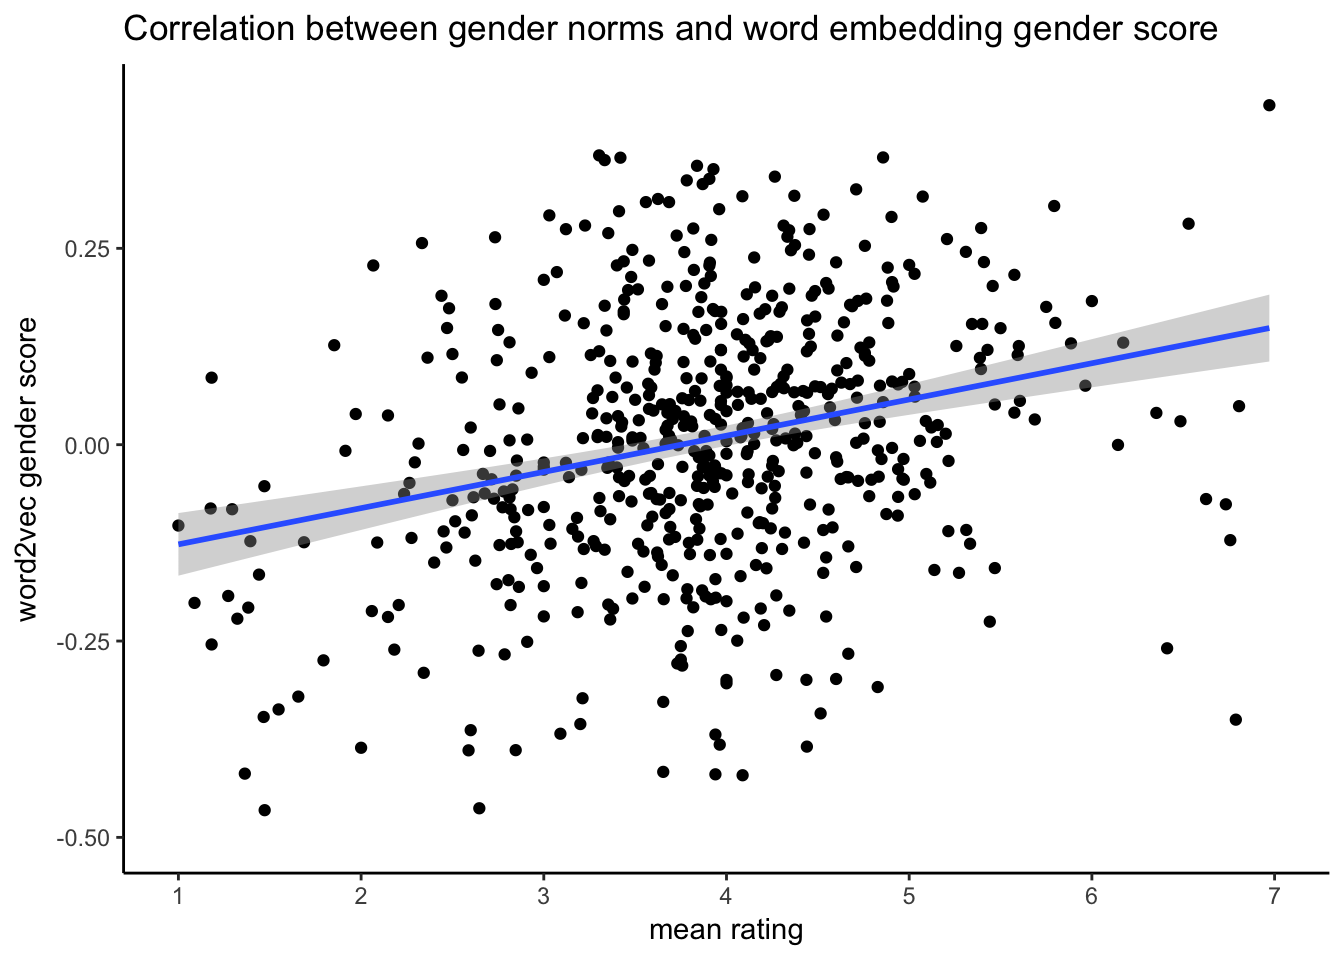 Correlation between gender norms and word embedding gender score
word2vec gender score
0.25
0.00
-0.25
-0.50
1 2 3 4 5 6 7
mean rating